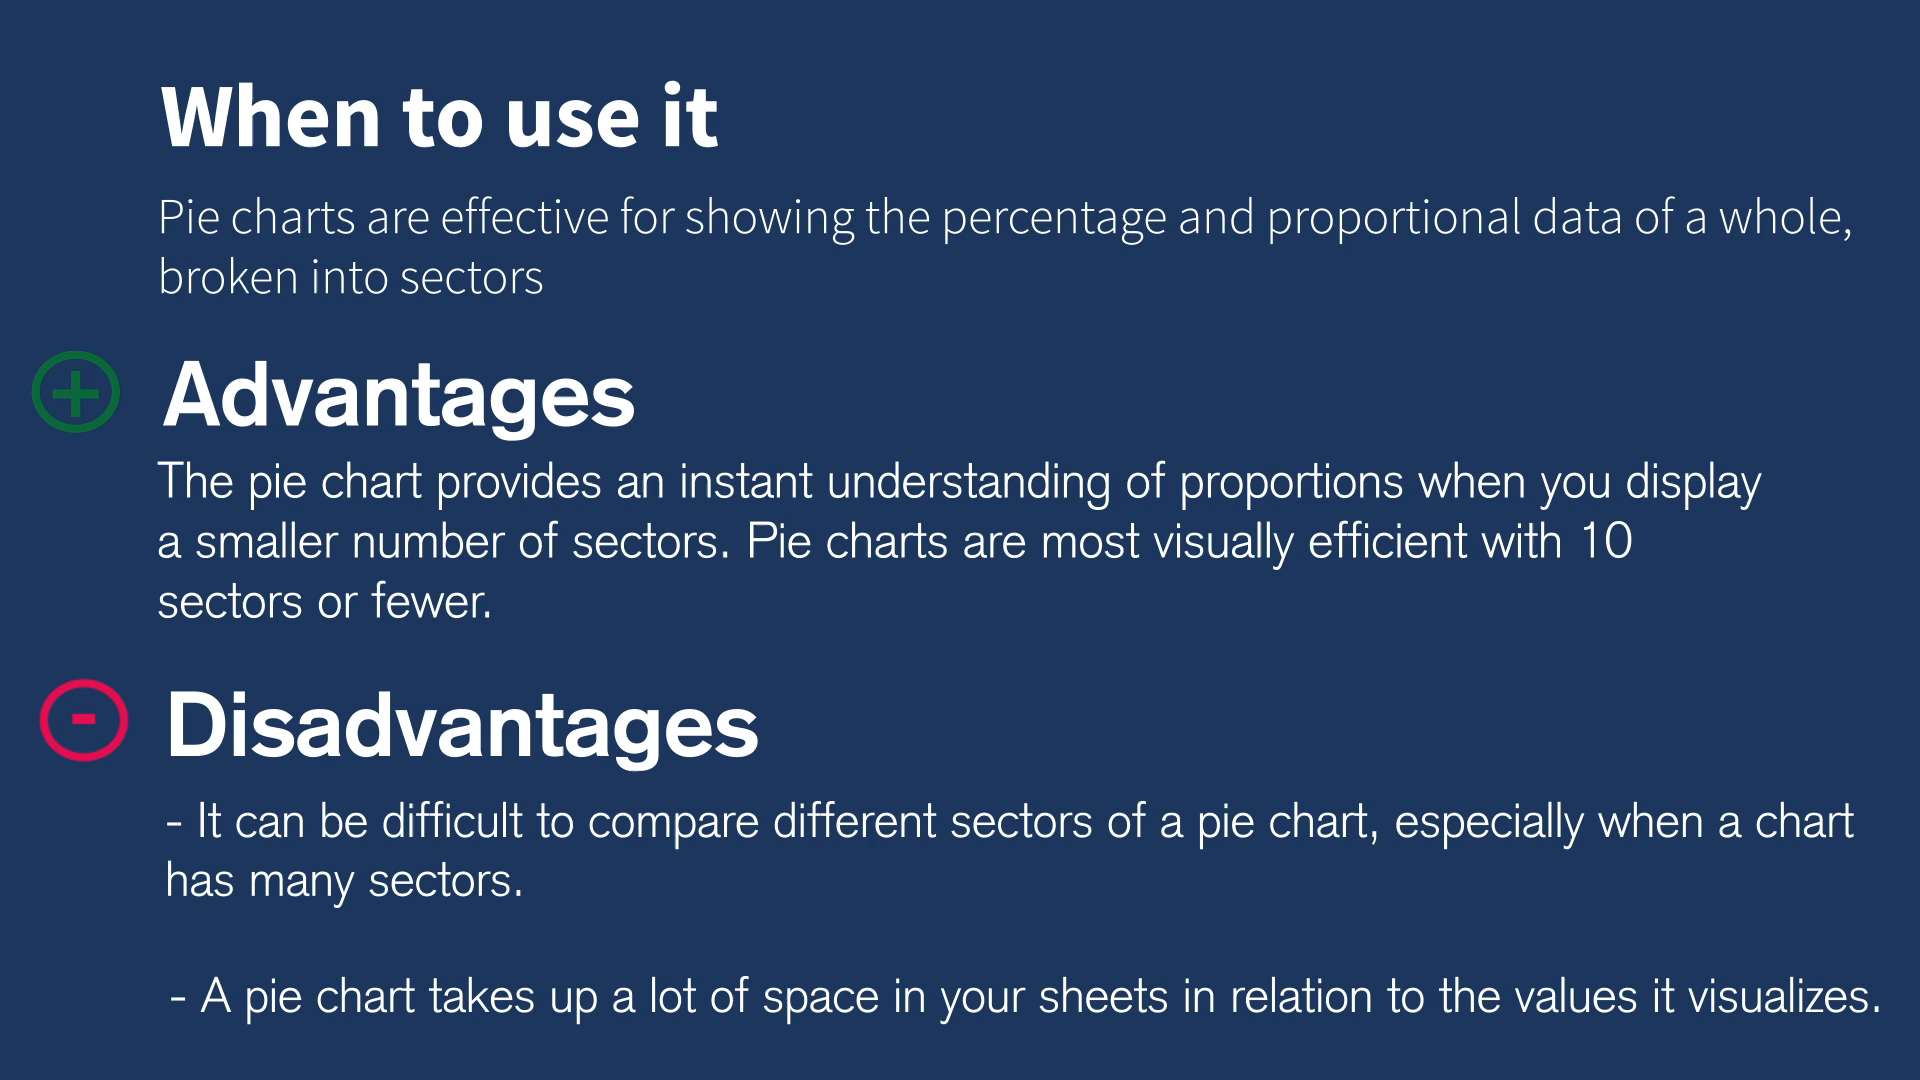 When to use it
Pie charts are effective for showing the percentage and proportional data of a whole,
broken into sectors
+ Advantages
The pie chart provides an instant understanding of proportions when you display
a smaller number of sectors. Pie charts are most visually efficient with 10
sectors or fewer.
- Disadvantages
- It can be difficult to compare different sectors of a pie chart, especially when a chart
has many sectors.
- A pie chart takes up a lot of space in your sheets in relation to the values it visualizes.